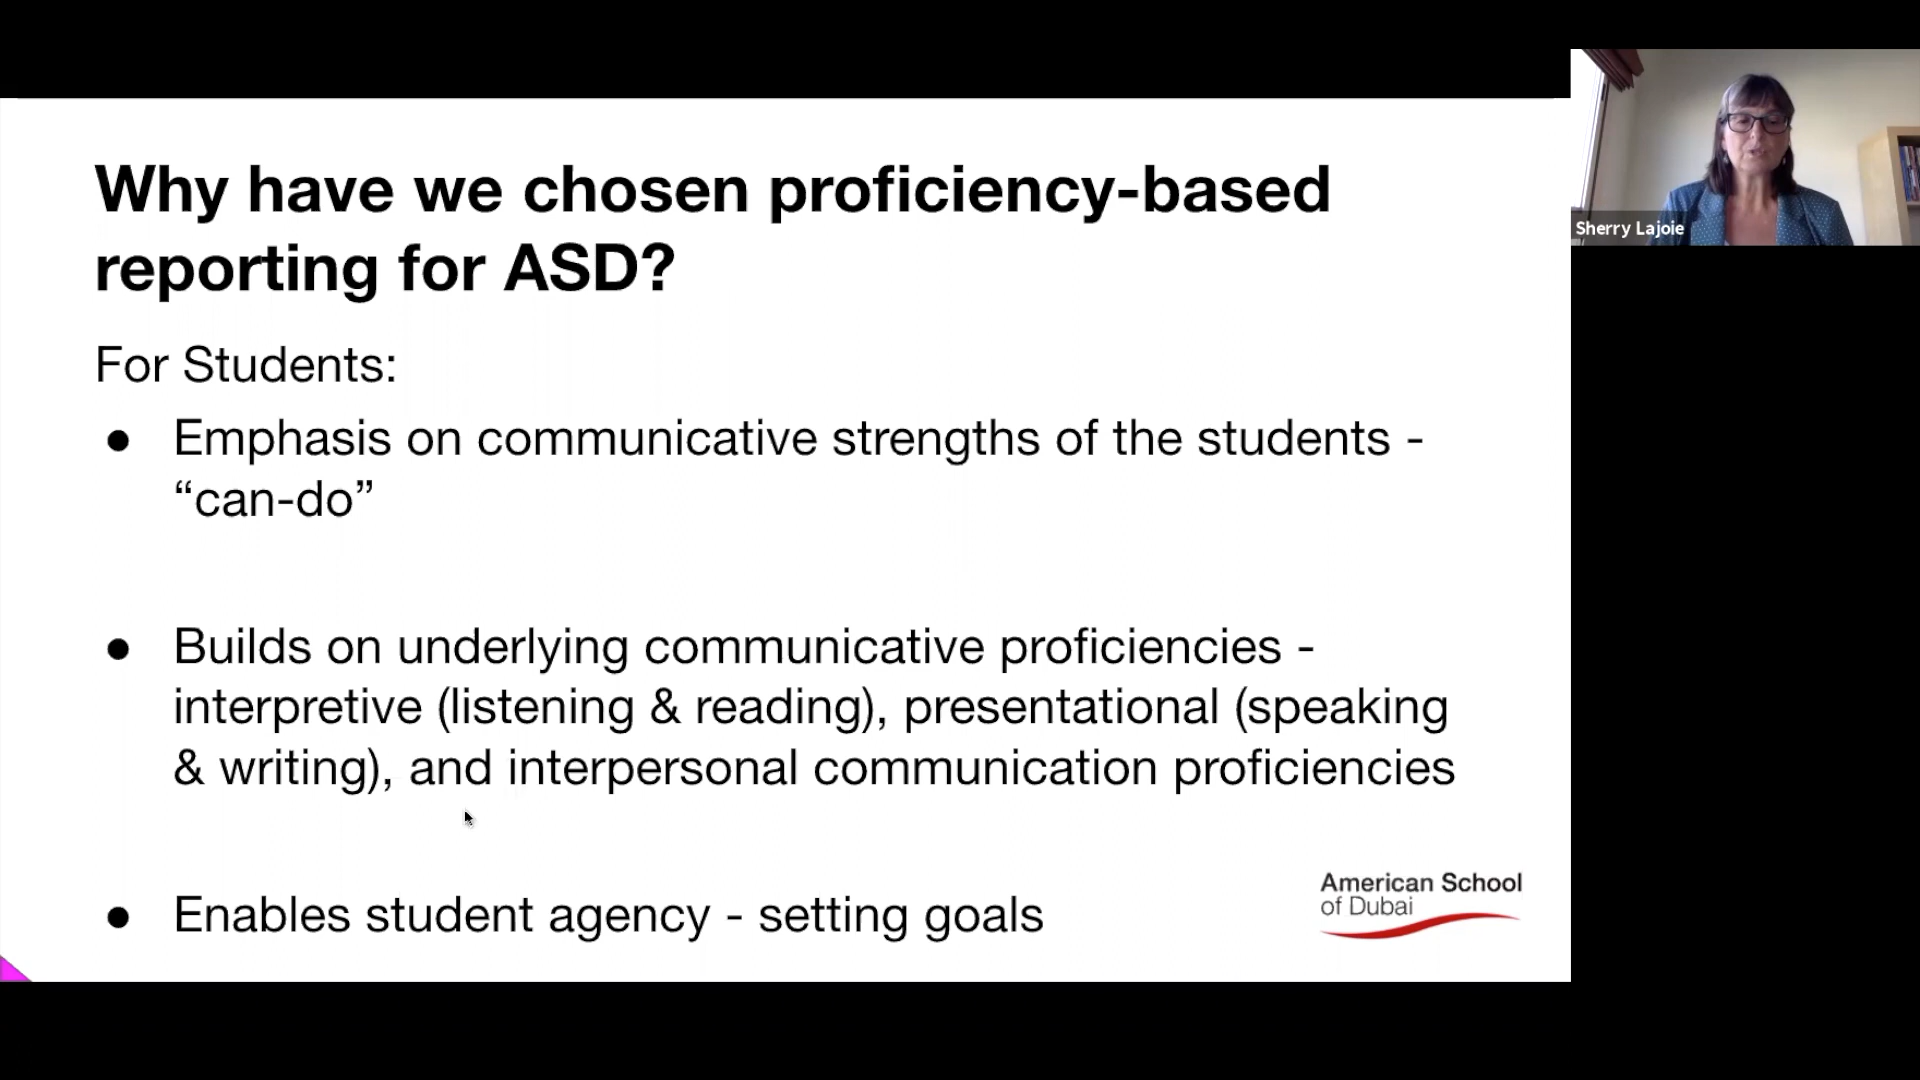 Why have we chosen proficiency-based
reporting for ASD?
For Students:
● Emphasis on communicative strengths of the students -
“can-do”
● Builds on underlying communicative proficiencies -
interpretive (listening & reading), presentational (speaking
& writing), and interpersonal communication proficiencies
● Enables student agency - setting goals
American School
of Dubai
Sherry Lajoie